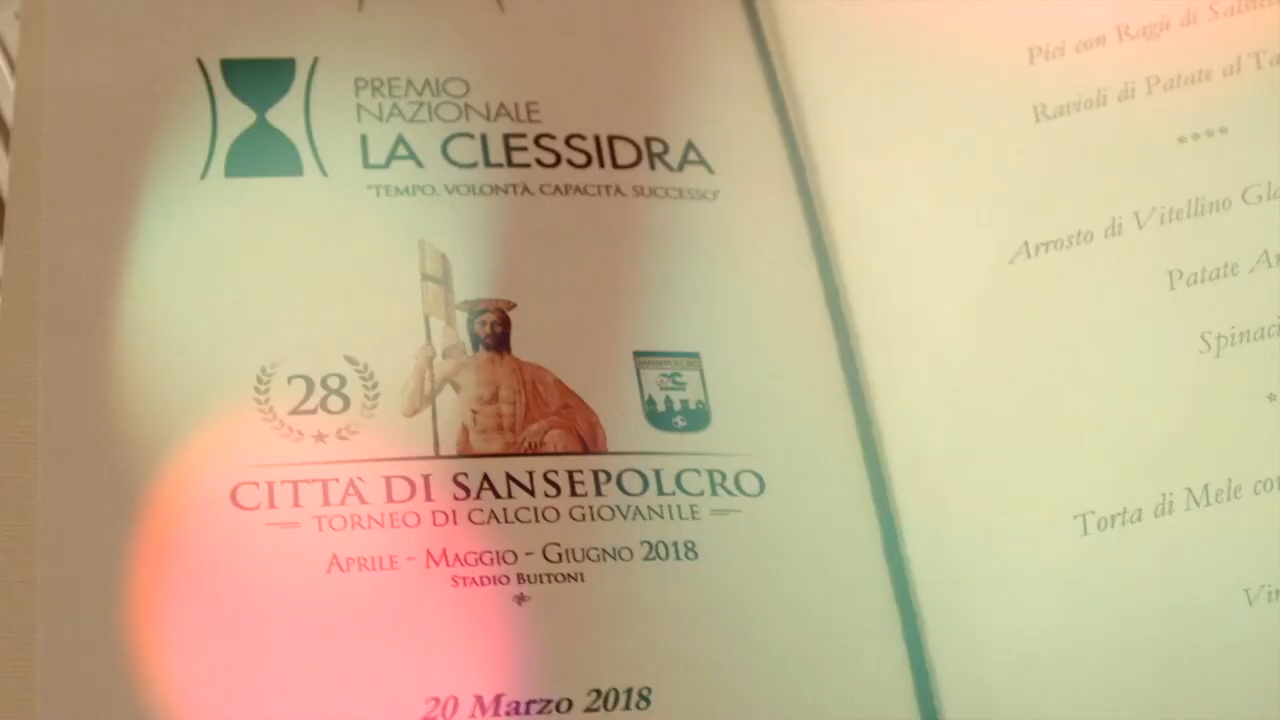 PREMIO
NAZIONALE
LA CLESSIDRA
"TEMPO, VOLONTÀ, CAPACITÀ, SUCCESSO"
28
SANSEPOLCRO
CITTÀ DI SANSEPOLCRO
TORNEO DI CALCIO GIOVANILE
APRILE - MAGGIO - GIUGNO 2018
STADIO BUITONI
20 Marzo 2018
Pici con Ragù di
Ravioli di Patate al
****
Arrosto di Vitellino
Patate
Spinaci
Torta di Mele